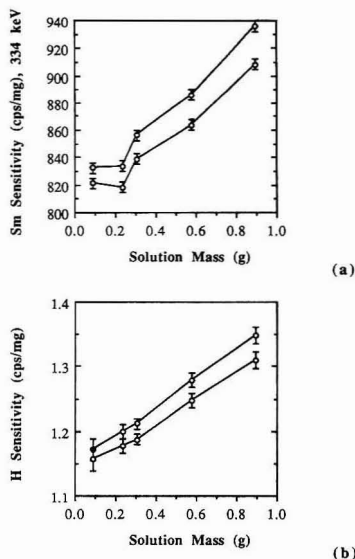 Sm Sensitivity (cps/mg), 334 keV
940
920
900
880
860
840
820
800
0.0 0.2 0.4 0.6 0.8 1.0
Solution Mass (g)
(a)
H Sensitivity (cps/mg)
1.4
1.3
1.2
1.1
0.0 0.2 0.4 0.6 0.8 1.0
Solution Mass (g)
(b)